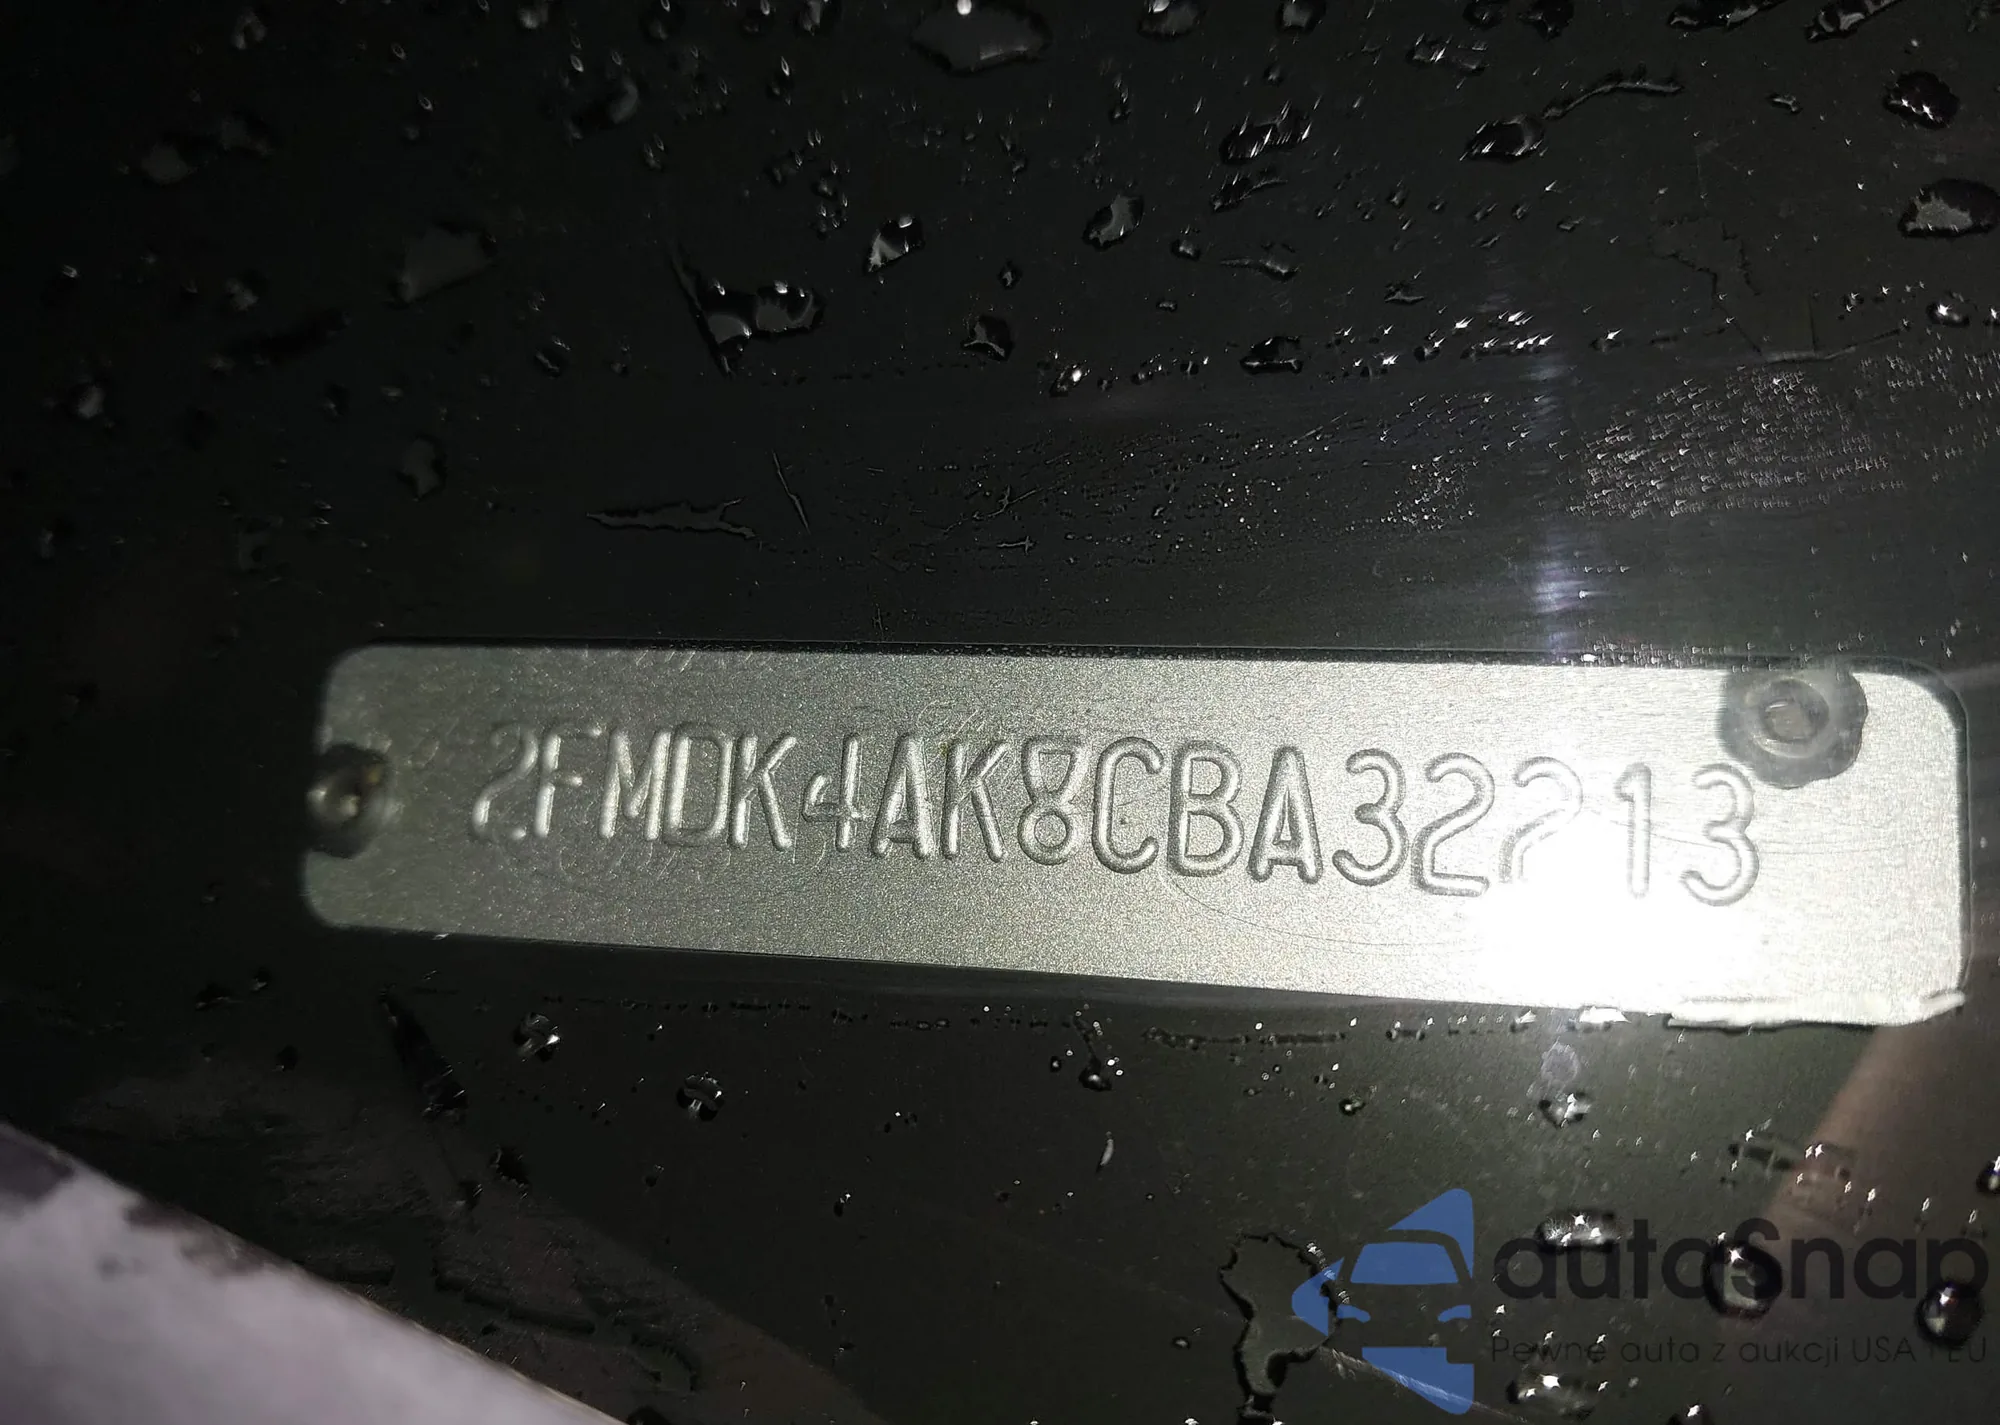 2FMDK4AK8CBA32213
autoSnap
Pewne auta z aukcji USA i EU